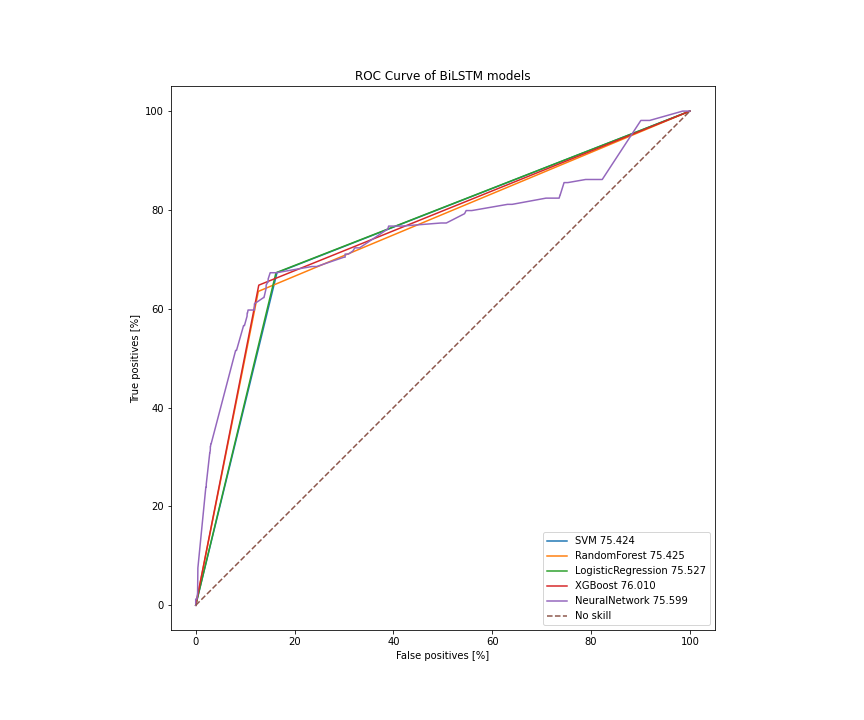 ROC Curve of BiLSTM models
True positives [%]
100
80
60
40
20
0
0 20 40 60 80 100
False positives [%]
SVM 75.424
RandomForest 75.425
LogisticRegression 75.527
XGBoost 76.010
NeuralNetwork 75.599
No skill